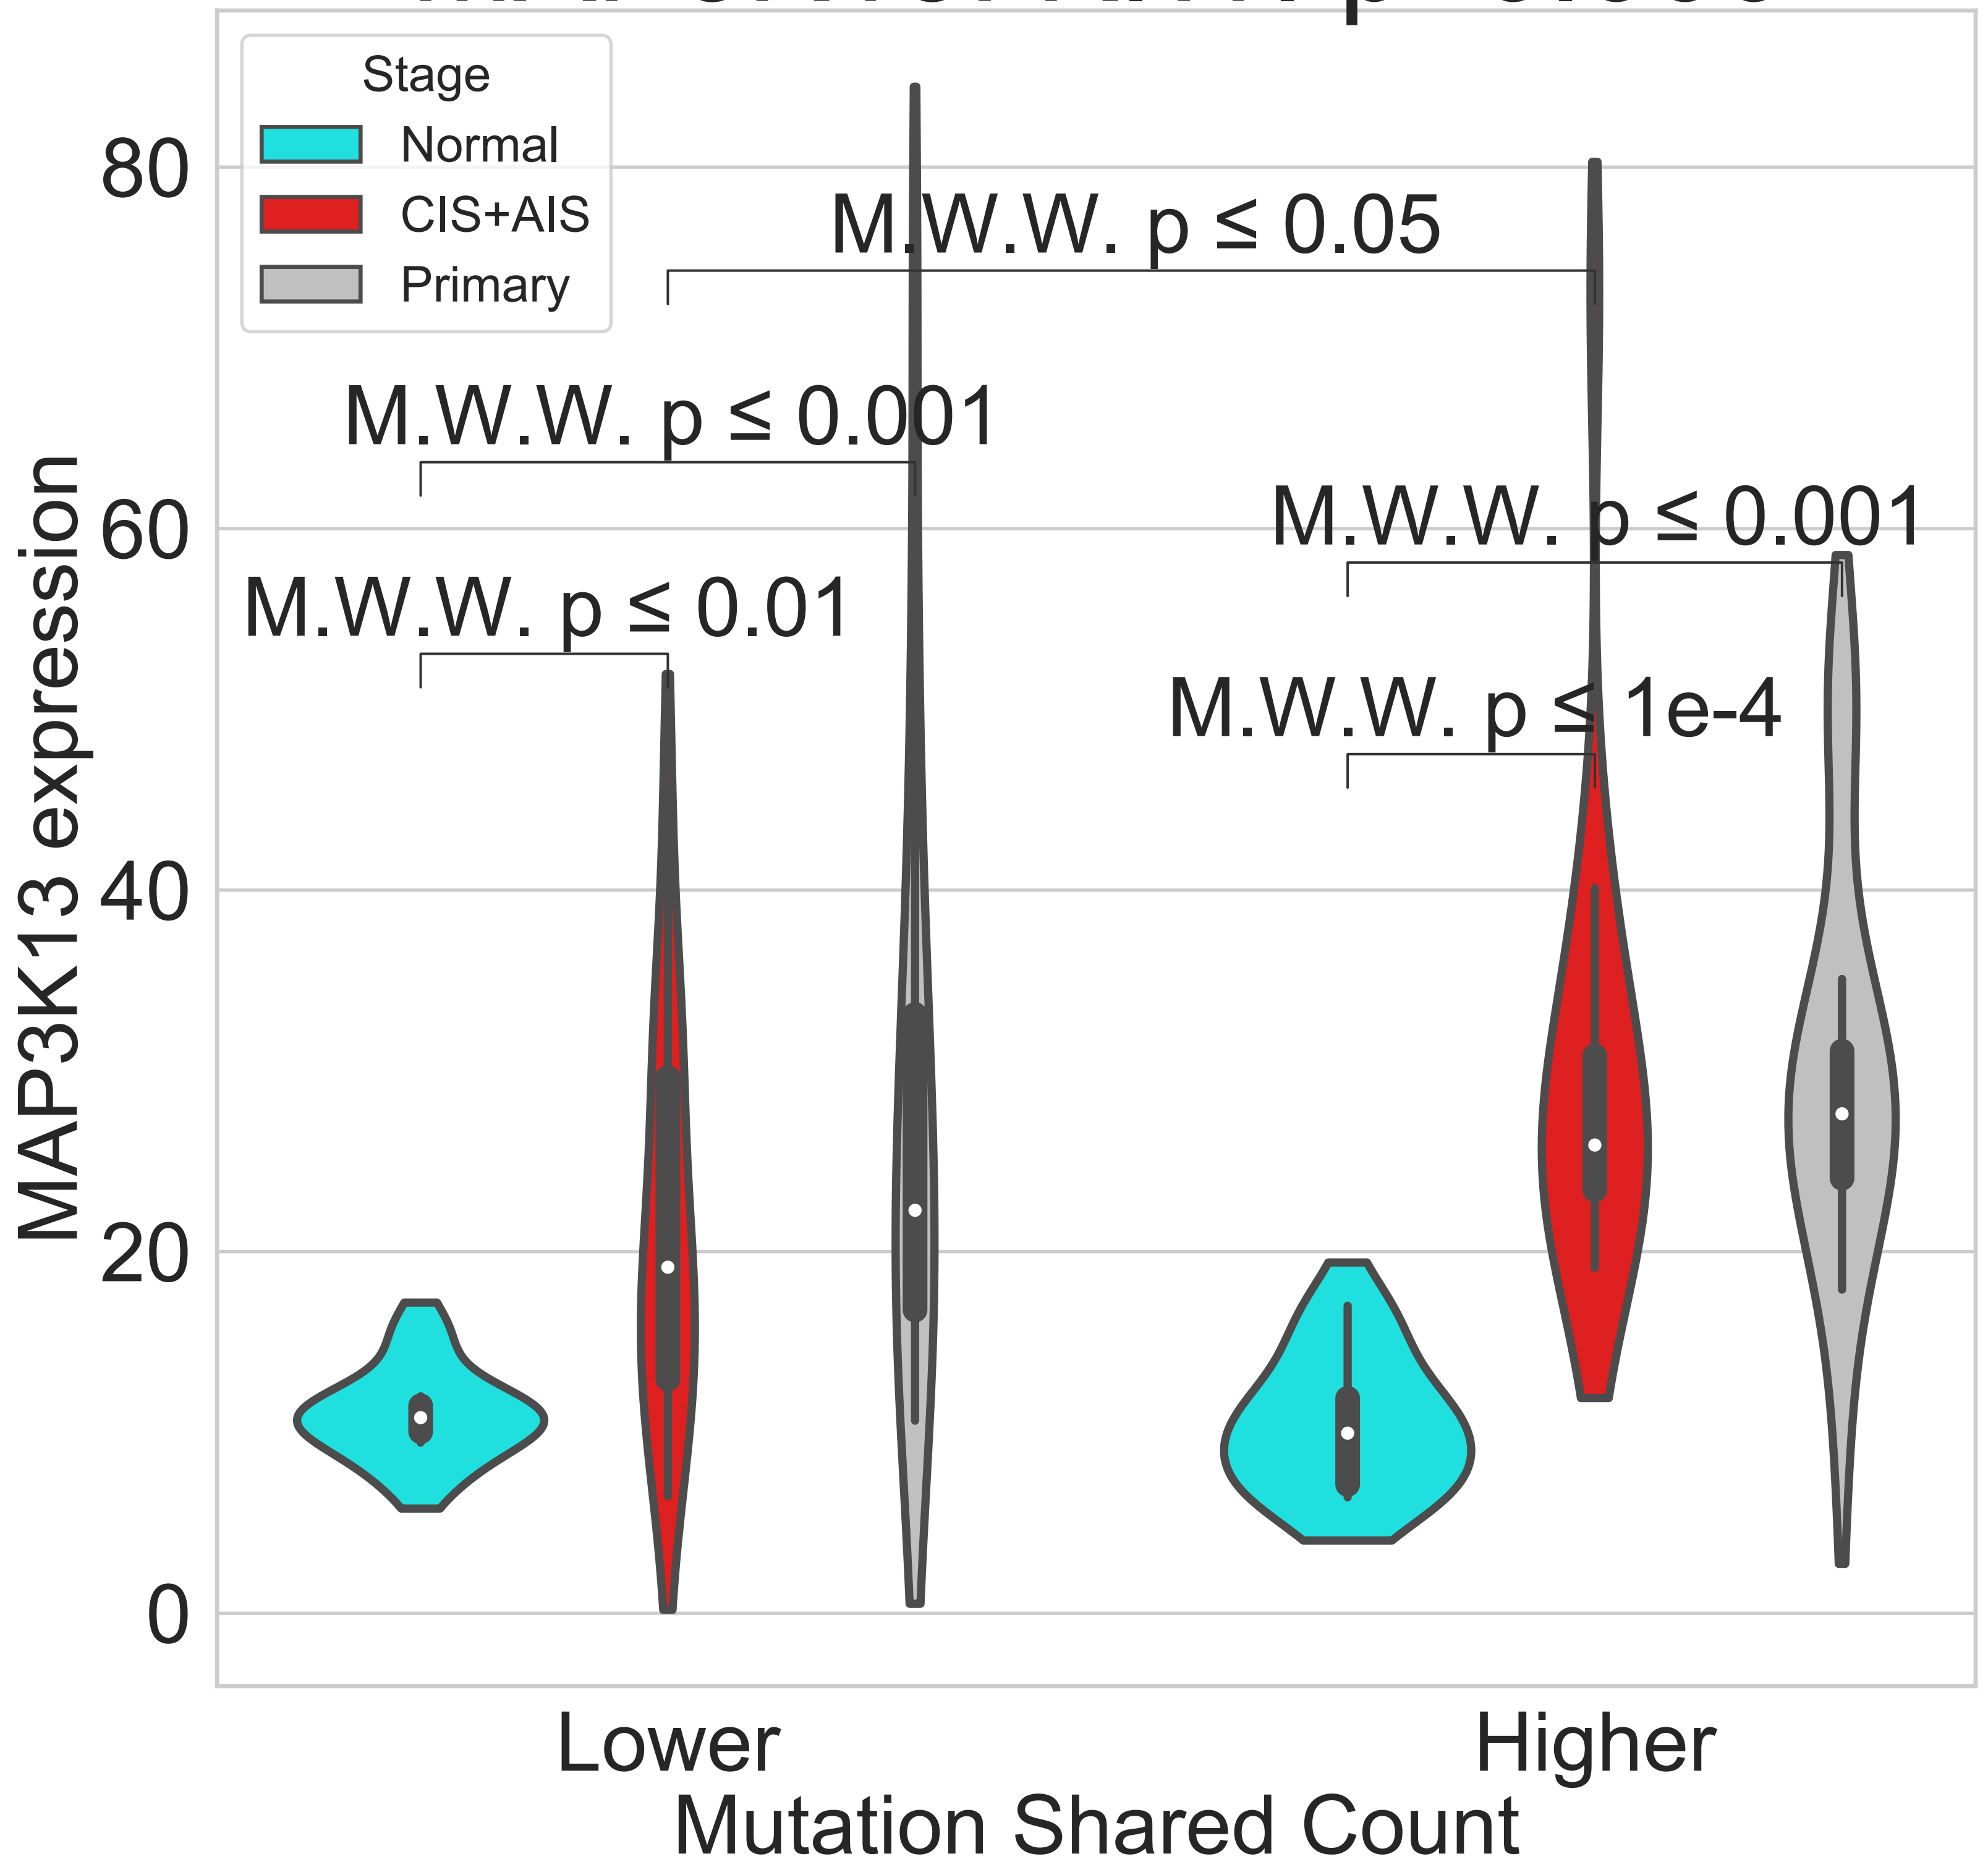 Stage
Normal
CIS+AIS
Primary
M.W.W. p ≤ 0.05
M.W.W. p ≤ 0.001
M.W.W. p ≤ 0.001
M.W.W. p ≤ 0.01
M.W.W. p ≤ 1e-4
80
60
40
20
0
MAP3K13 expression
Lower
Higher
Mutation Shared Count